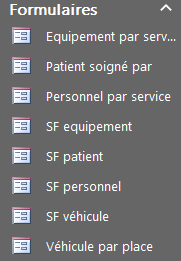 Formulaires
Equipement par serv...
Patient soigné par
Personnel par service
SF equipement
SF patient
SF personnel
SF véhicule
Véhicule par place